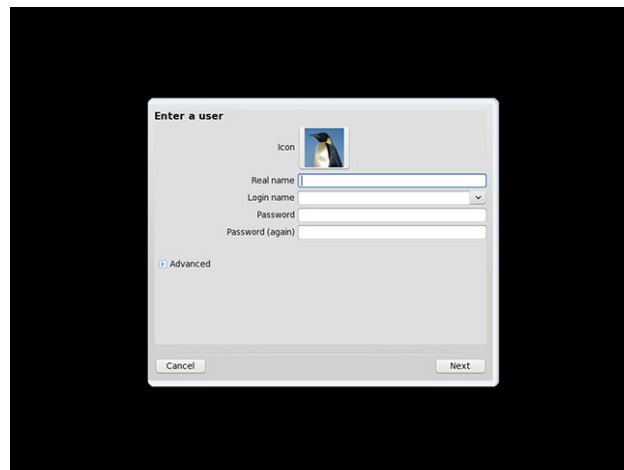 Enter a user
Icon
Real name
Login name
Password
Password (again)
Advanced
Cancel
Next